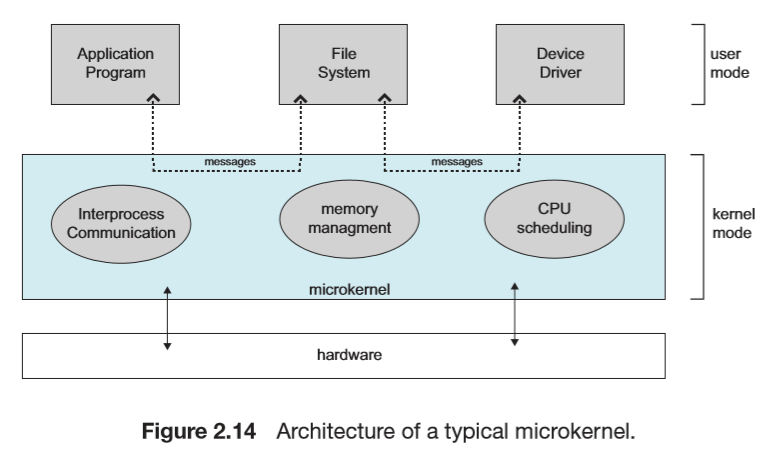 Application
Program
File
System
Device
Driver
user
mode
messages
messages
Interprocess
Communication
memory
managment
CPU
scheduling
kernel
mode
microkernel
hardware
Figure 2.14 Architecture of a typical microkernel.